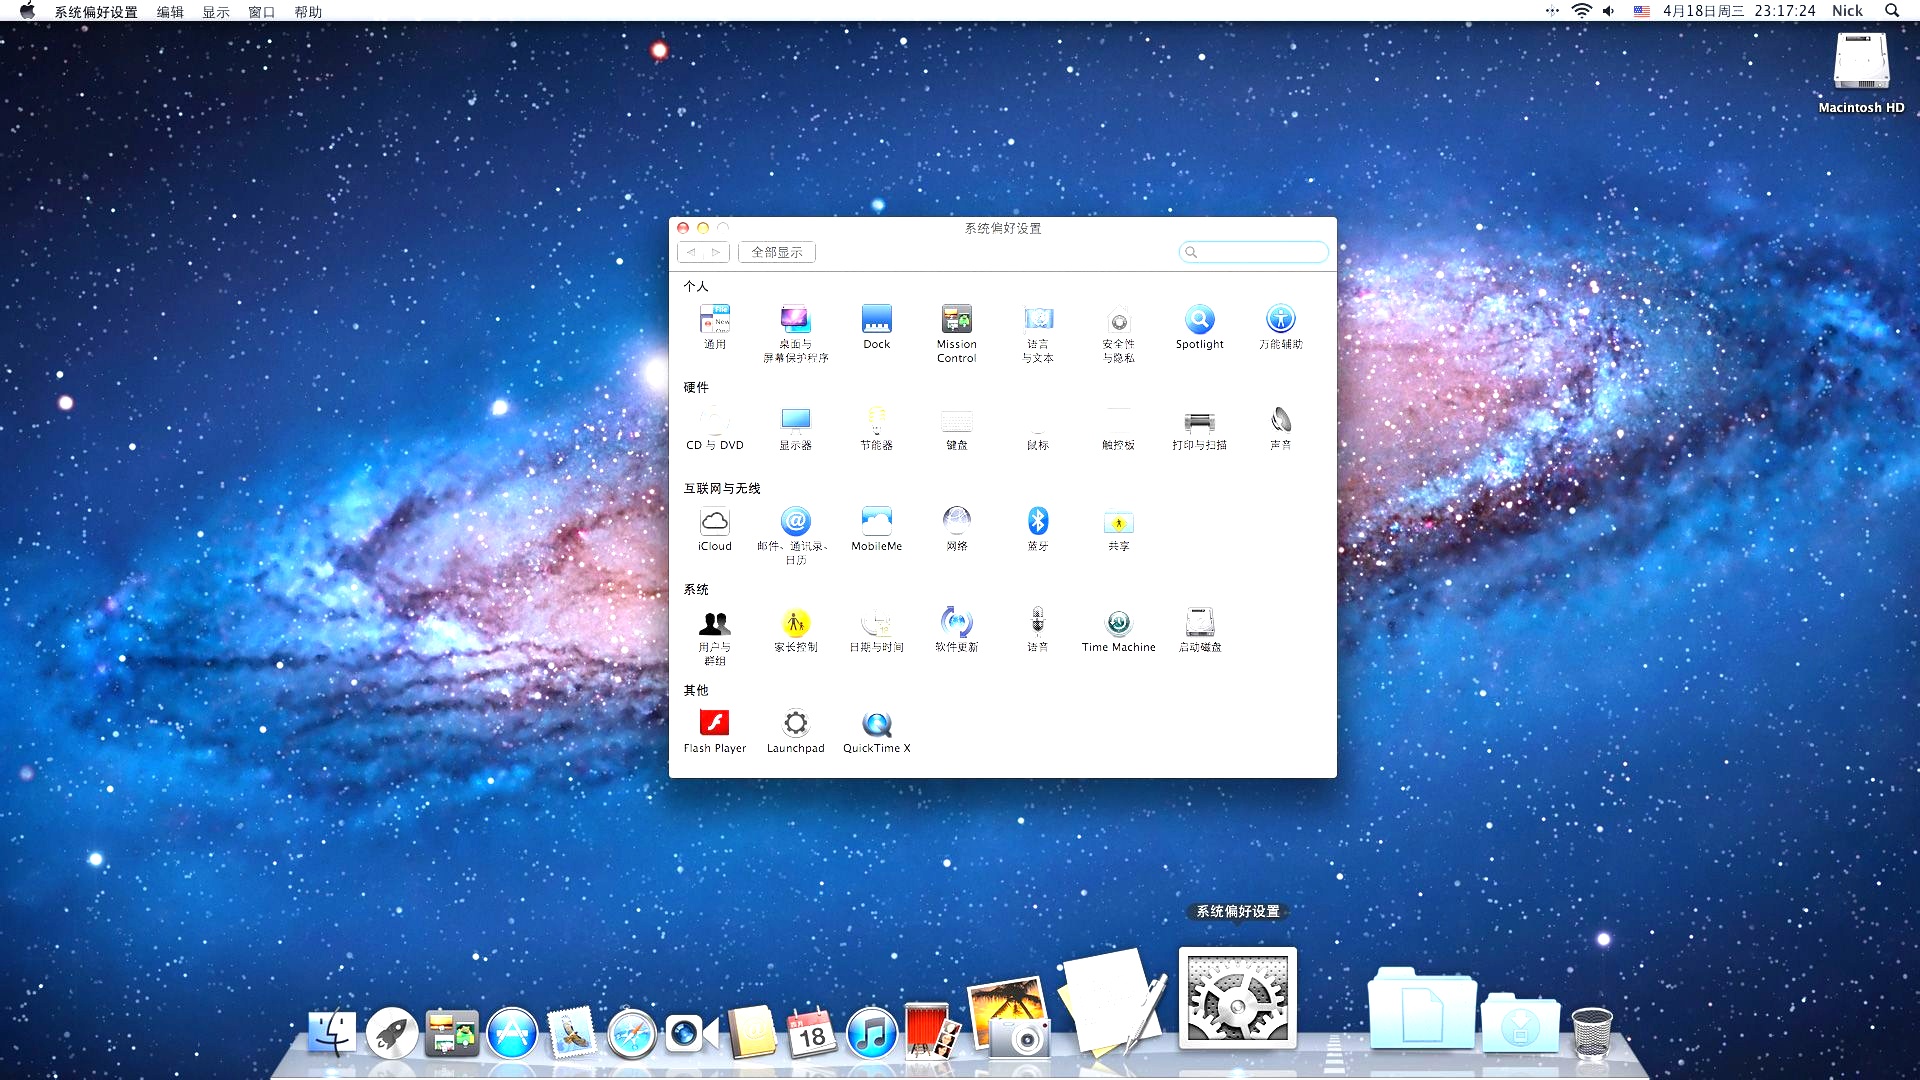 系统偏好设置 编辑 显示 窗口 帮助 4月18日周三 23:17:24 Nick
Macintosh HD
系统偏好设置
全部显示
个人
通用
桌面与
屏幕保护程序
Dock
Mission
Control
语言
与文本
安全性
与隐私
Spotlight
万能辅助
硬件
CD 与 DVD
显示器
节能器
键盘
鼠标
触控板
打印与扫描
声音
互联网与无线
iCloud
邮件、通讯录、
日历
MobileMe
网络
蓝牙
共享
系统
用户与
群组
家长控制
日期与时间
软件更新
语音
Time Machine
启动磁盘
其他
Flash Player
Launchpad
QuickTime X
系统偏好设置
18